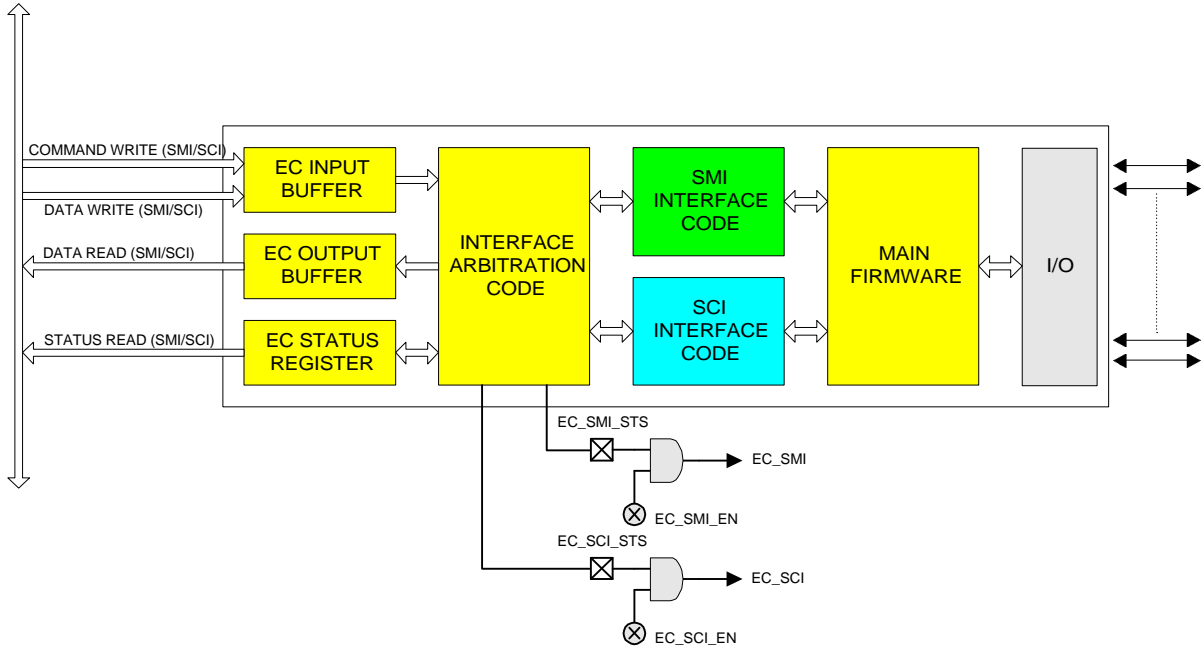 COMMAND WRITE (SMI/SCI)
DATA WRITE (SMI/SCI)
DATA READ (SMI/SCI)
STATUS READ (SMI/SCI)
EC INPUT
BUFFER
EC OUTPUT
BUFFER
EC STATUS
REGISTER
INTERFACE
ARBITRATION
CODE
SMI
INTERFACE
CODE
SCI
INTERFACE
CODE
MAIN
FIRMWARE
I/O
EC_SMI_STS
EC_SMI
EC_SMI_EN
EC_SCI_STS
EC_SCI
EC_SCI_EN